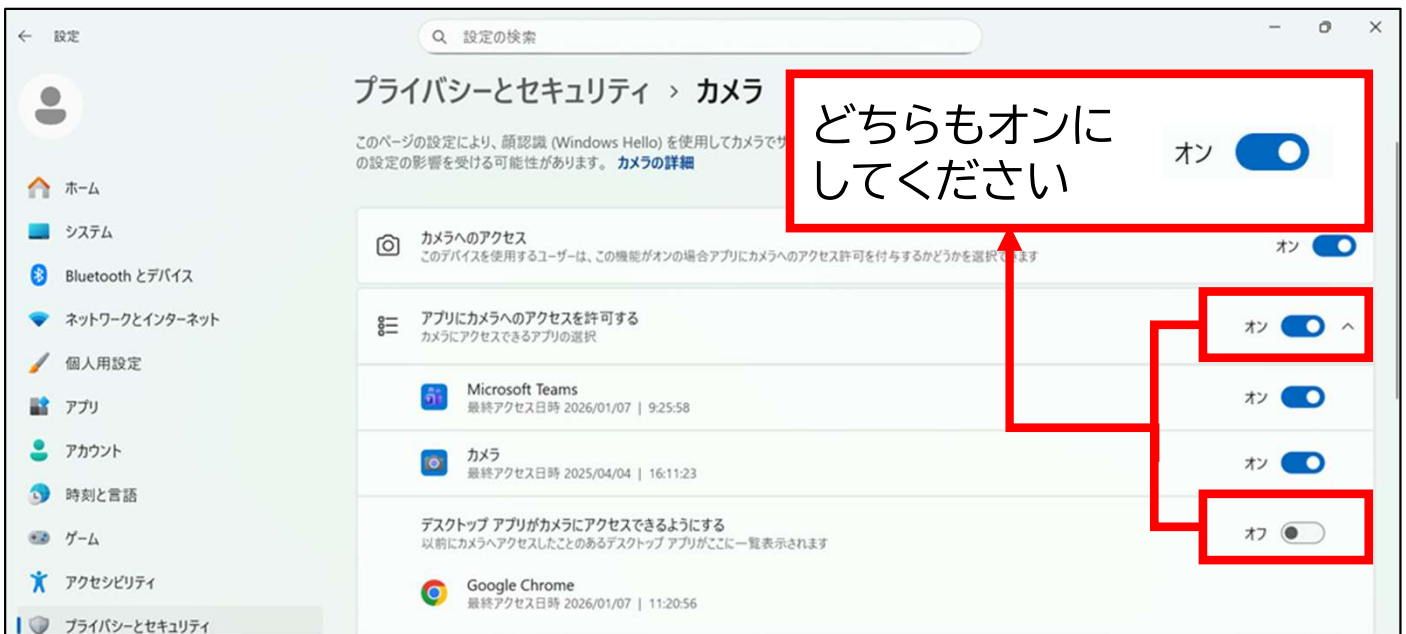 設定
設定の検索
プライバシーとセキュリティ › カメラ
このページの設定により、顔認識 (Windows Hello) を使用してカメラでサ
の設定の影響を受ける可能性があります。 カメラの詳細
どちらもオンに
してください
オン
ホーム
システム
Bluetooth とデバイス
ネットワークとインターネット
個人用設定
アプリ
アカウント
時刻と言語
ゲーム
アクセシビリティ
プライバシーとセキュリティ
カメラへのアクセス
このデバイスを使用するユーザーは、この機能がオンの場合アプリにカメラへのアクセス許可を付与するかどうかを選択できます
オン
アプリにカメラへのアクセスを許可する
カメラにアクセスできるアプリの選択
オン
Microsoft Teams
最終アクセス日時 2026/01/07 | 9:25:58
オン
カメラ
最終アクセス日時 2025/04/04 | 16:11:23
オン
デスクトップ アプリがカメラにアクセスできるようにする
以前にカメラへアクセスしたことのあるデスクトップ アプリがここに一覧表示されます
オフ
Google Chrome
最終アクセス日時 2026/01/07 | 11:20:56